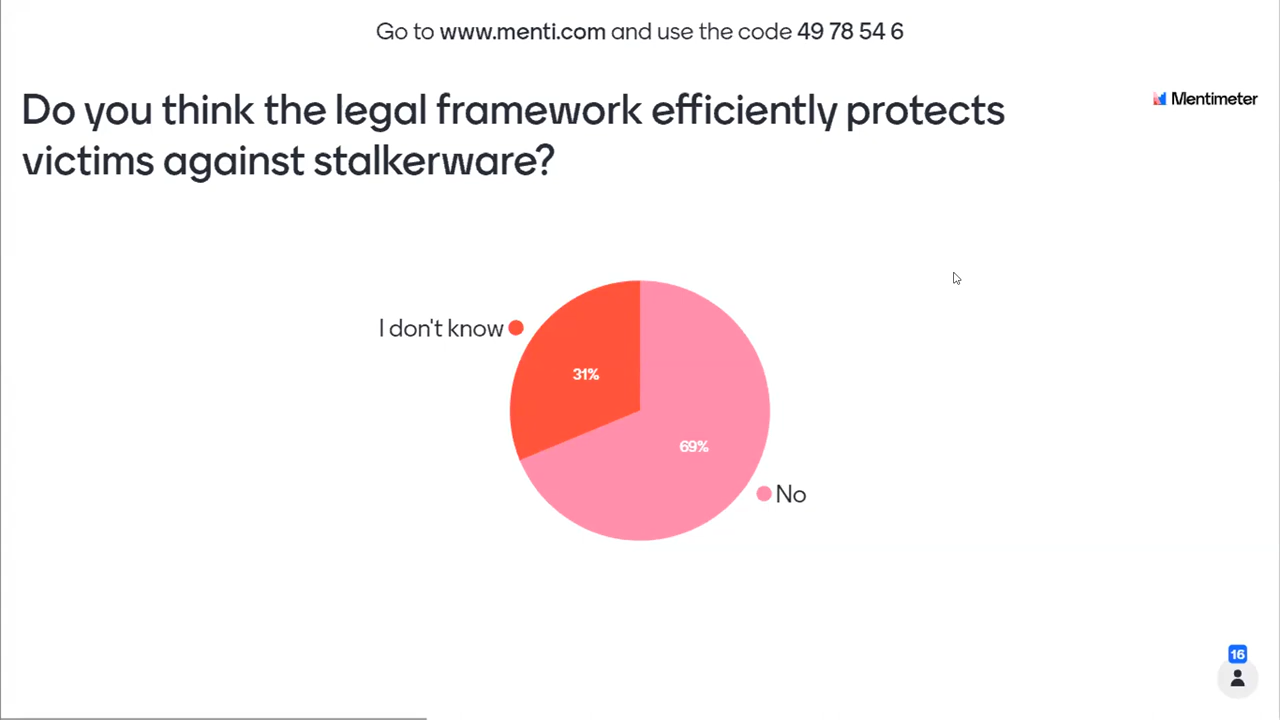 Go to www.menti.com and use the code 49 78 54 6
Do you think the legal framework efficiently protects
victims against stalkerware?
Mentimeter
I don't know
31%
69%
No
16